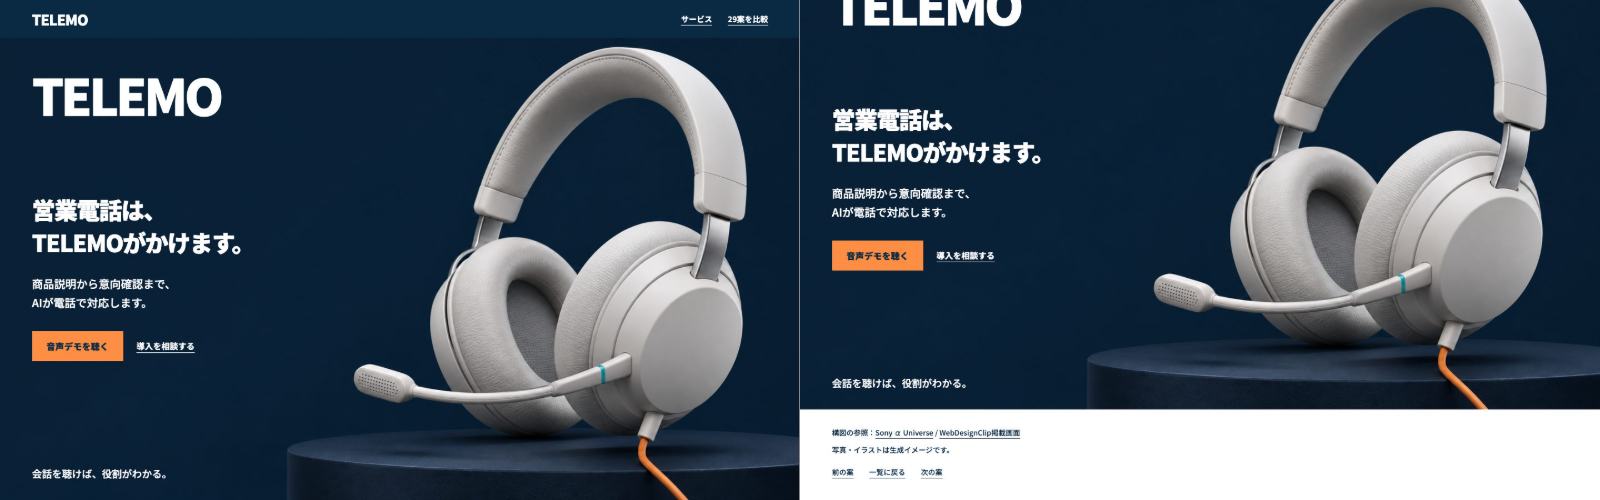 TELEMO
サービス
29案を比較
TELEMO
営業電話は、
TELEMOがかけます。
商品説明から意向確認まで、
AIが電話で対応します。
音声デモを聴く
導入を相談する
会話を聴けば、役割がわかる。
TELEMO
営業電話は、
TELEMOがかけます。
商品説明から意向確認まで、
AIが電話で対応します。
音声デモを聴く
導入を相談する
会話を聴けば、役割がわかる。
構図の参照：Sony α Universe / WebDesignClip掲載画面
写真・イラストは生成イメージです。
前の案
一覧に戻る
次の案